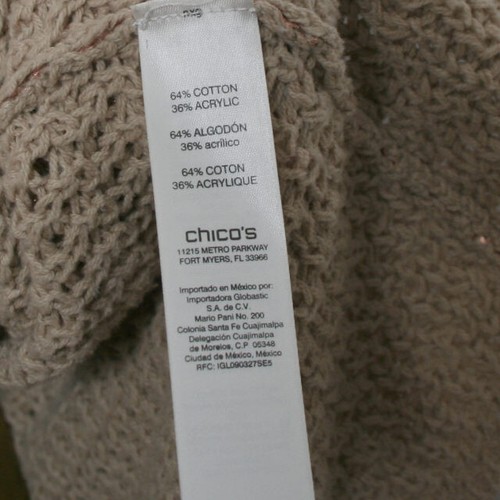 64% COTTON
36% ACRYLIC
64% ALGODÓN
36% acrílico
64% COTON
36% ACRYLIQUE
chico's
11215 METRO PARKWAY
FORT MYERS, FL 33966
Importado en México por:
Importadora Globastic
S.A. de C.V.
Mario Pani No. 200
Colonia Santa Fe Cuajimalpa
Delegación Cuajimalpa
de Morelos, C.P. 05348
Ciudad de México, México
RFC: IGL090327SE5